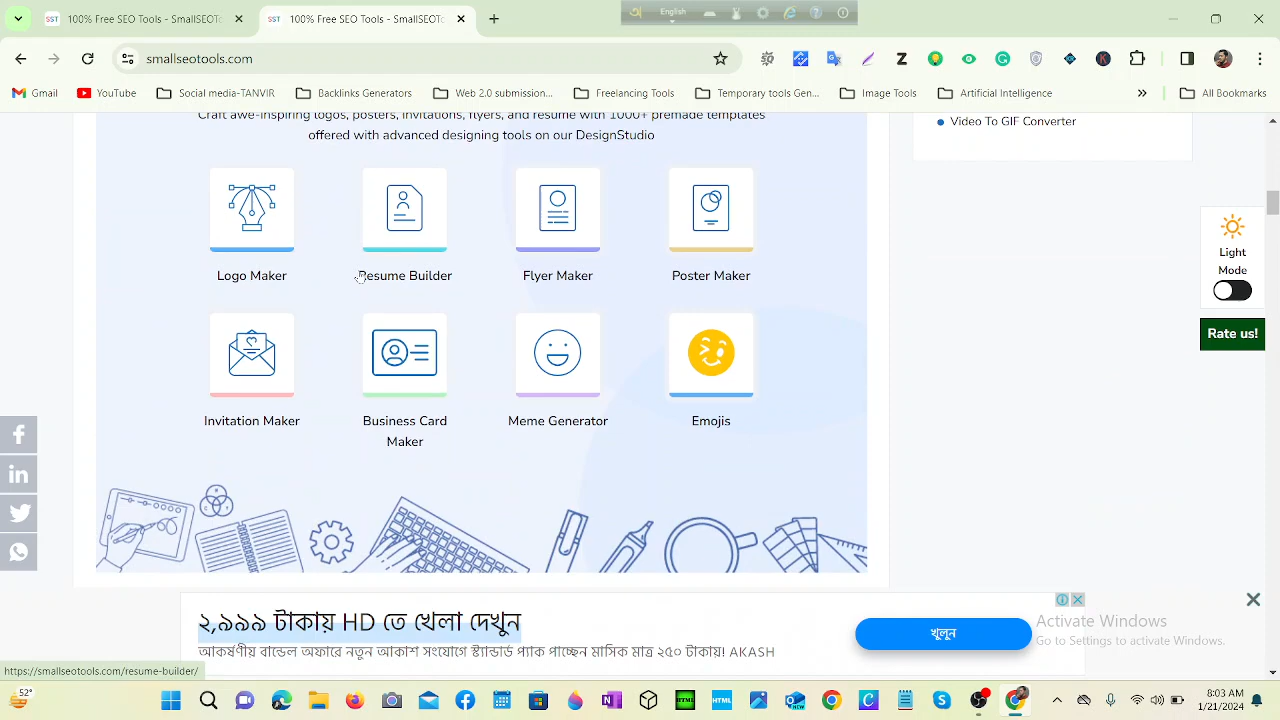 100% Free SEO Tools - SmallSEOT
100% Free SEO Tools - SmallSEOT
English
smallseotools.com
Gmail
YouTube
Social media-TANVIR
Backlinks Generators
Web 2.0 submission...
Freelancing Tools
Temporary tools Gen...
Image Tools
Artificial Intelligence
All Bookmarks
Craft awe-inspiring logos, posters, invitations, flyers, and resume with 1000+ premade templates
offered with advanced designing tools on our DesignStudio
Video To GIF Converter
Logo Maker
Resume Builder
Flyer Maker
Poster Maker
Light
Mode
Rate us!
Invitation Maker
Business Card
Maker
Meme Generator
Emojis
২,৯৯৯ টাকায় HD তে খেলা দেখুন
আকর্ষণীয় বান্ডেল অফারে নতুন আকাশ সংযোগে স্ট্যান্ডার্ড প্যাক পাচ্ছেন মাসিক মাত্র ২৫০ টাকায়! AKASH
খুলুন
Activate Windows
Go to Settings to activate Windows.
https://smallseotools.com/resume-builder/
52°
8:03 AM
1/21/2024